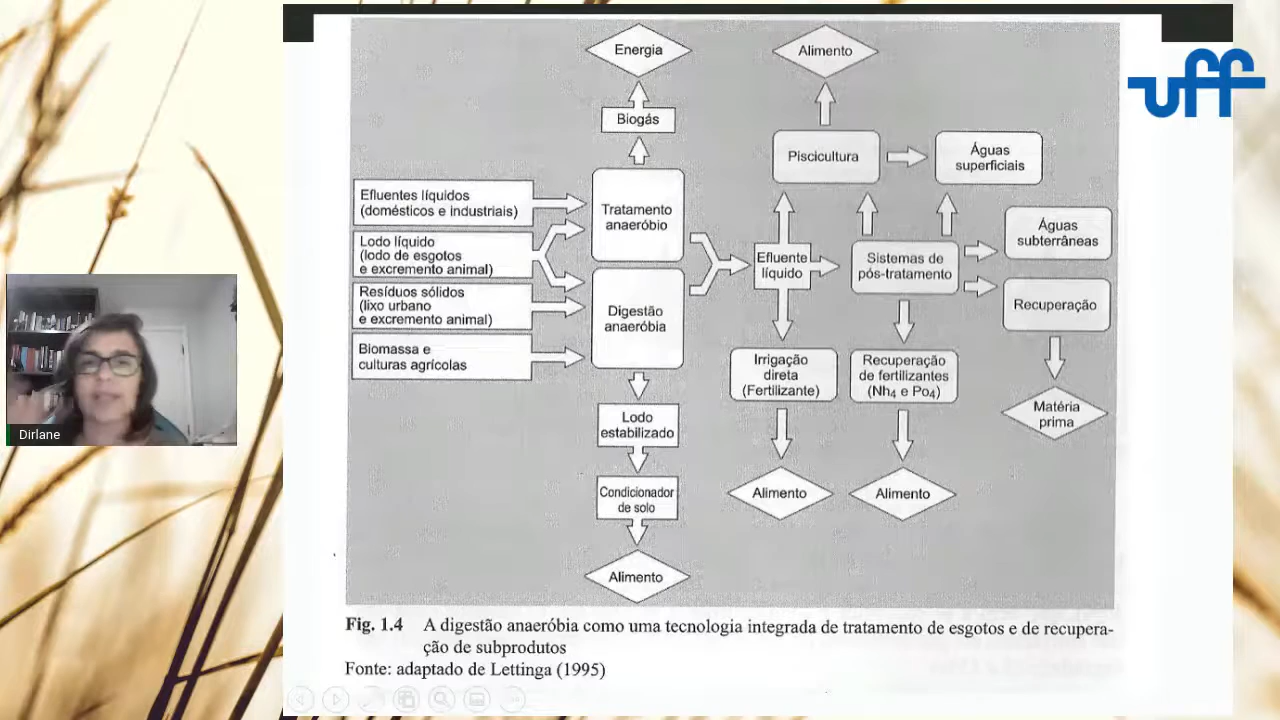 Energia
Alimento
uff
Biogás
Piscicultura
Águas
superficiais
Efluentes líquidos
(domésticos e industriais)
Tratamento
anaeróbio
Águas
subterrâneas
Lodo líquido
(lodo de esgotos
e excremento animal)
Efluente
líquido
Sistemas de
pós-tratamento
Resíduos sólidos
(lixo urbano
e excremento animal)
Digestão
anaeróbia
Recuperação
Biomassa e
culturas agrícolas
Irrigação
direta
(Fertilizante)
Recuperação
de fertilizantes
(Nh4 e Po4)
Matéria
prima
Lodo
estabilizado
Condicionador
de solo
Alimento
Alimento
Alimento
Dirlane
Fig. 1.4 A digestão anaeróbia como uma tecnologia integrada de tratamento de esgotos e de recupera-
ção de subprodutos
Fonte: adaptado de Lettinga (1995)